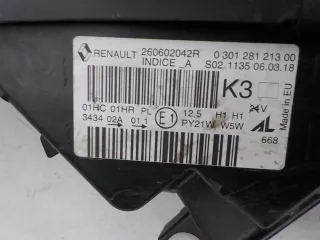 RENAULT 260602042R 0 301 281 213 00
INDICE _A S02.1135 06.03.18
K3
01HC 01HR PL E1 12.5 H1 H1
3434 02A 01 1 PY21W W5W AL
668
Made in EU